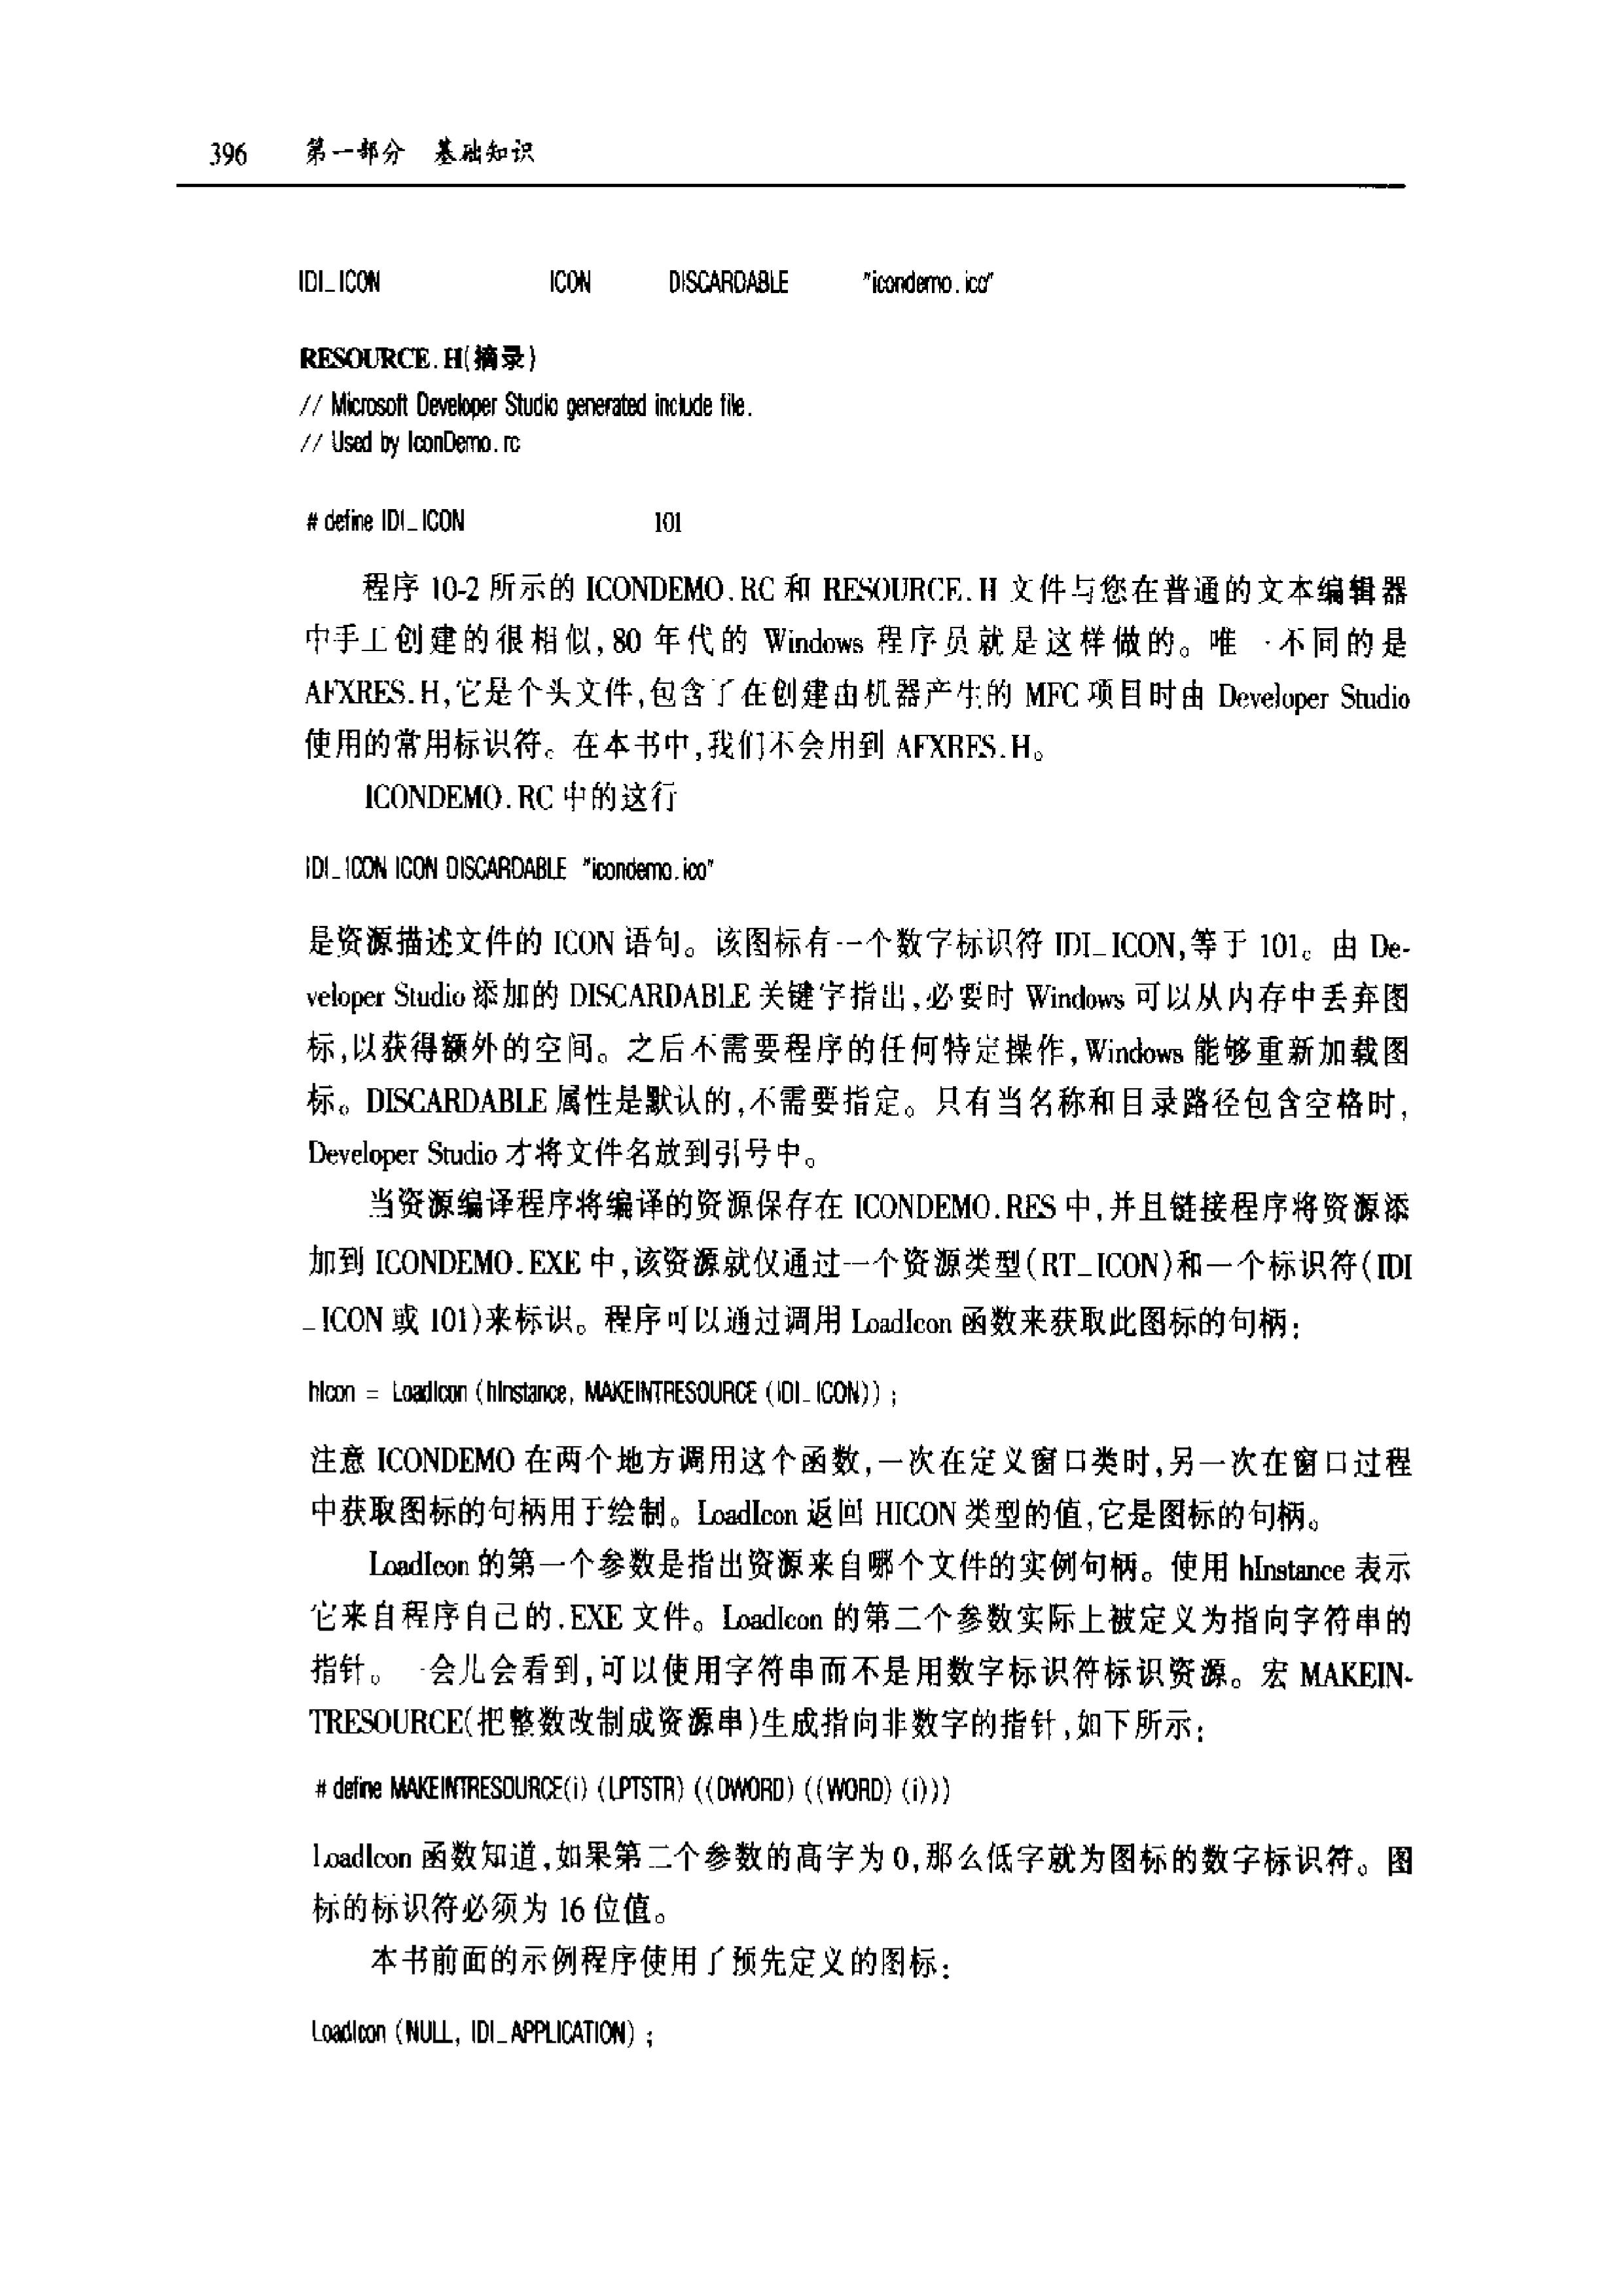 396 第一部分 基础知识
IDI_ICON ICON DISCARDABLE "icondemo.ico"
RESOURCE.H(摘录)
// Microsoft Developer Studio generated include file.
// Used by IconDemo.rc
# define IDI_ICON 101
程序 10-2 所示的 ICONDEMO.RC 和 RESOURCE.H 文件与您在普通的文本编辑器
中手工创建的很相似,80 年代的 Windows 程序员就是这样做的。唯一不同的是
AFXRES.H,它是个头文件,包含了在创建由机器产生的 MFC 项目时由 Developer Studio
使用的常用标识符。在本书中,我们不会用到 AFXRES.H。
ICONDEMO.RC 中的这行
IDI_ICON ICON DISCARDABLE "icondemo.ico"
是资源描述文件的 ICON 语句。该图标有一个数字标识符 IDI_ICON,等于 101。由 De-
veloper Studio 添加的 DISCARDABLE 关键字指出,必要时 Windows 可以从内存中丢弃图
标,以获得额外的空间。之后不需要程序的任何特定操作,Windows 能够重新加载图
标。DISCARDABLE 属性是默认的,不需要指定。只有当名称和目录路径包含空格时,
Developer Studio 才将文件名放到引号中。
当资源编译程序将编译的资源保存在 ICONDEMO.RES 中,并且链接程序将资源添
加到 ICONDEMO.EXE 中,该资源就仅通过一个资源类型(RT_ICON)和一个标识符(IDI
_ICON 或 101)来标识。程序可以通过调用 LoadIcon 函数来获取此图标的句柄:
hIcon = LoadIcon (hInstance, MAKEINTRESOURCE (IDI_ICON)) ;
注意 ICONDEMO 在两个地方调用这个函数,一次在定义窗口类时,另一次在窗口过程
中获取图标的句柄用于绘制。LoadIcon 返回 HICON 类型的值,它是图标的句柄。
LoadIcon 的第一个参数是指出资源来自哪个文件的实例句柄。使用 hInstance 表示
它来自程序自己的.EXE 文件。LoadIcon 的第二个参数实际上被定义为指向字符串的
指针。一会儿会看到,可以使用字符串而不是用数字标识符标识资源。宏 MAKEIN-
TRESOURCE(把整数改制成资源串)生成指向非数字的指针,如下所示:
# define MAKEINTRESOURCE(i) (LPTSTR) ((DWORD) ((WORD) (i)))
LoadIcon 函数知道,如果第二个参数的高字为 0,那么低字就为图标的数字标识符。图
标的标识符必须为 16 位值。
本书前面的示例程序使用了预先定义的图标:
LoadIcon (NULL, IDI_APPLICATION) ;